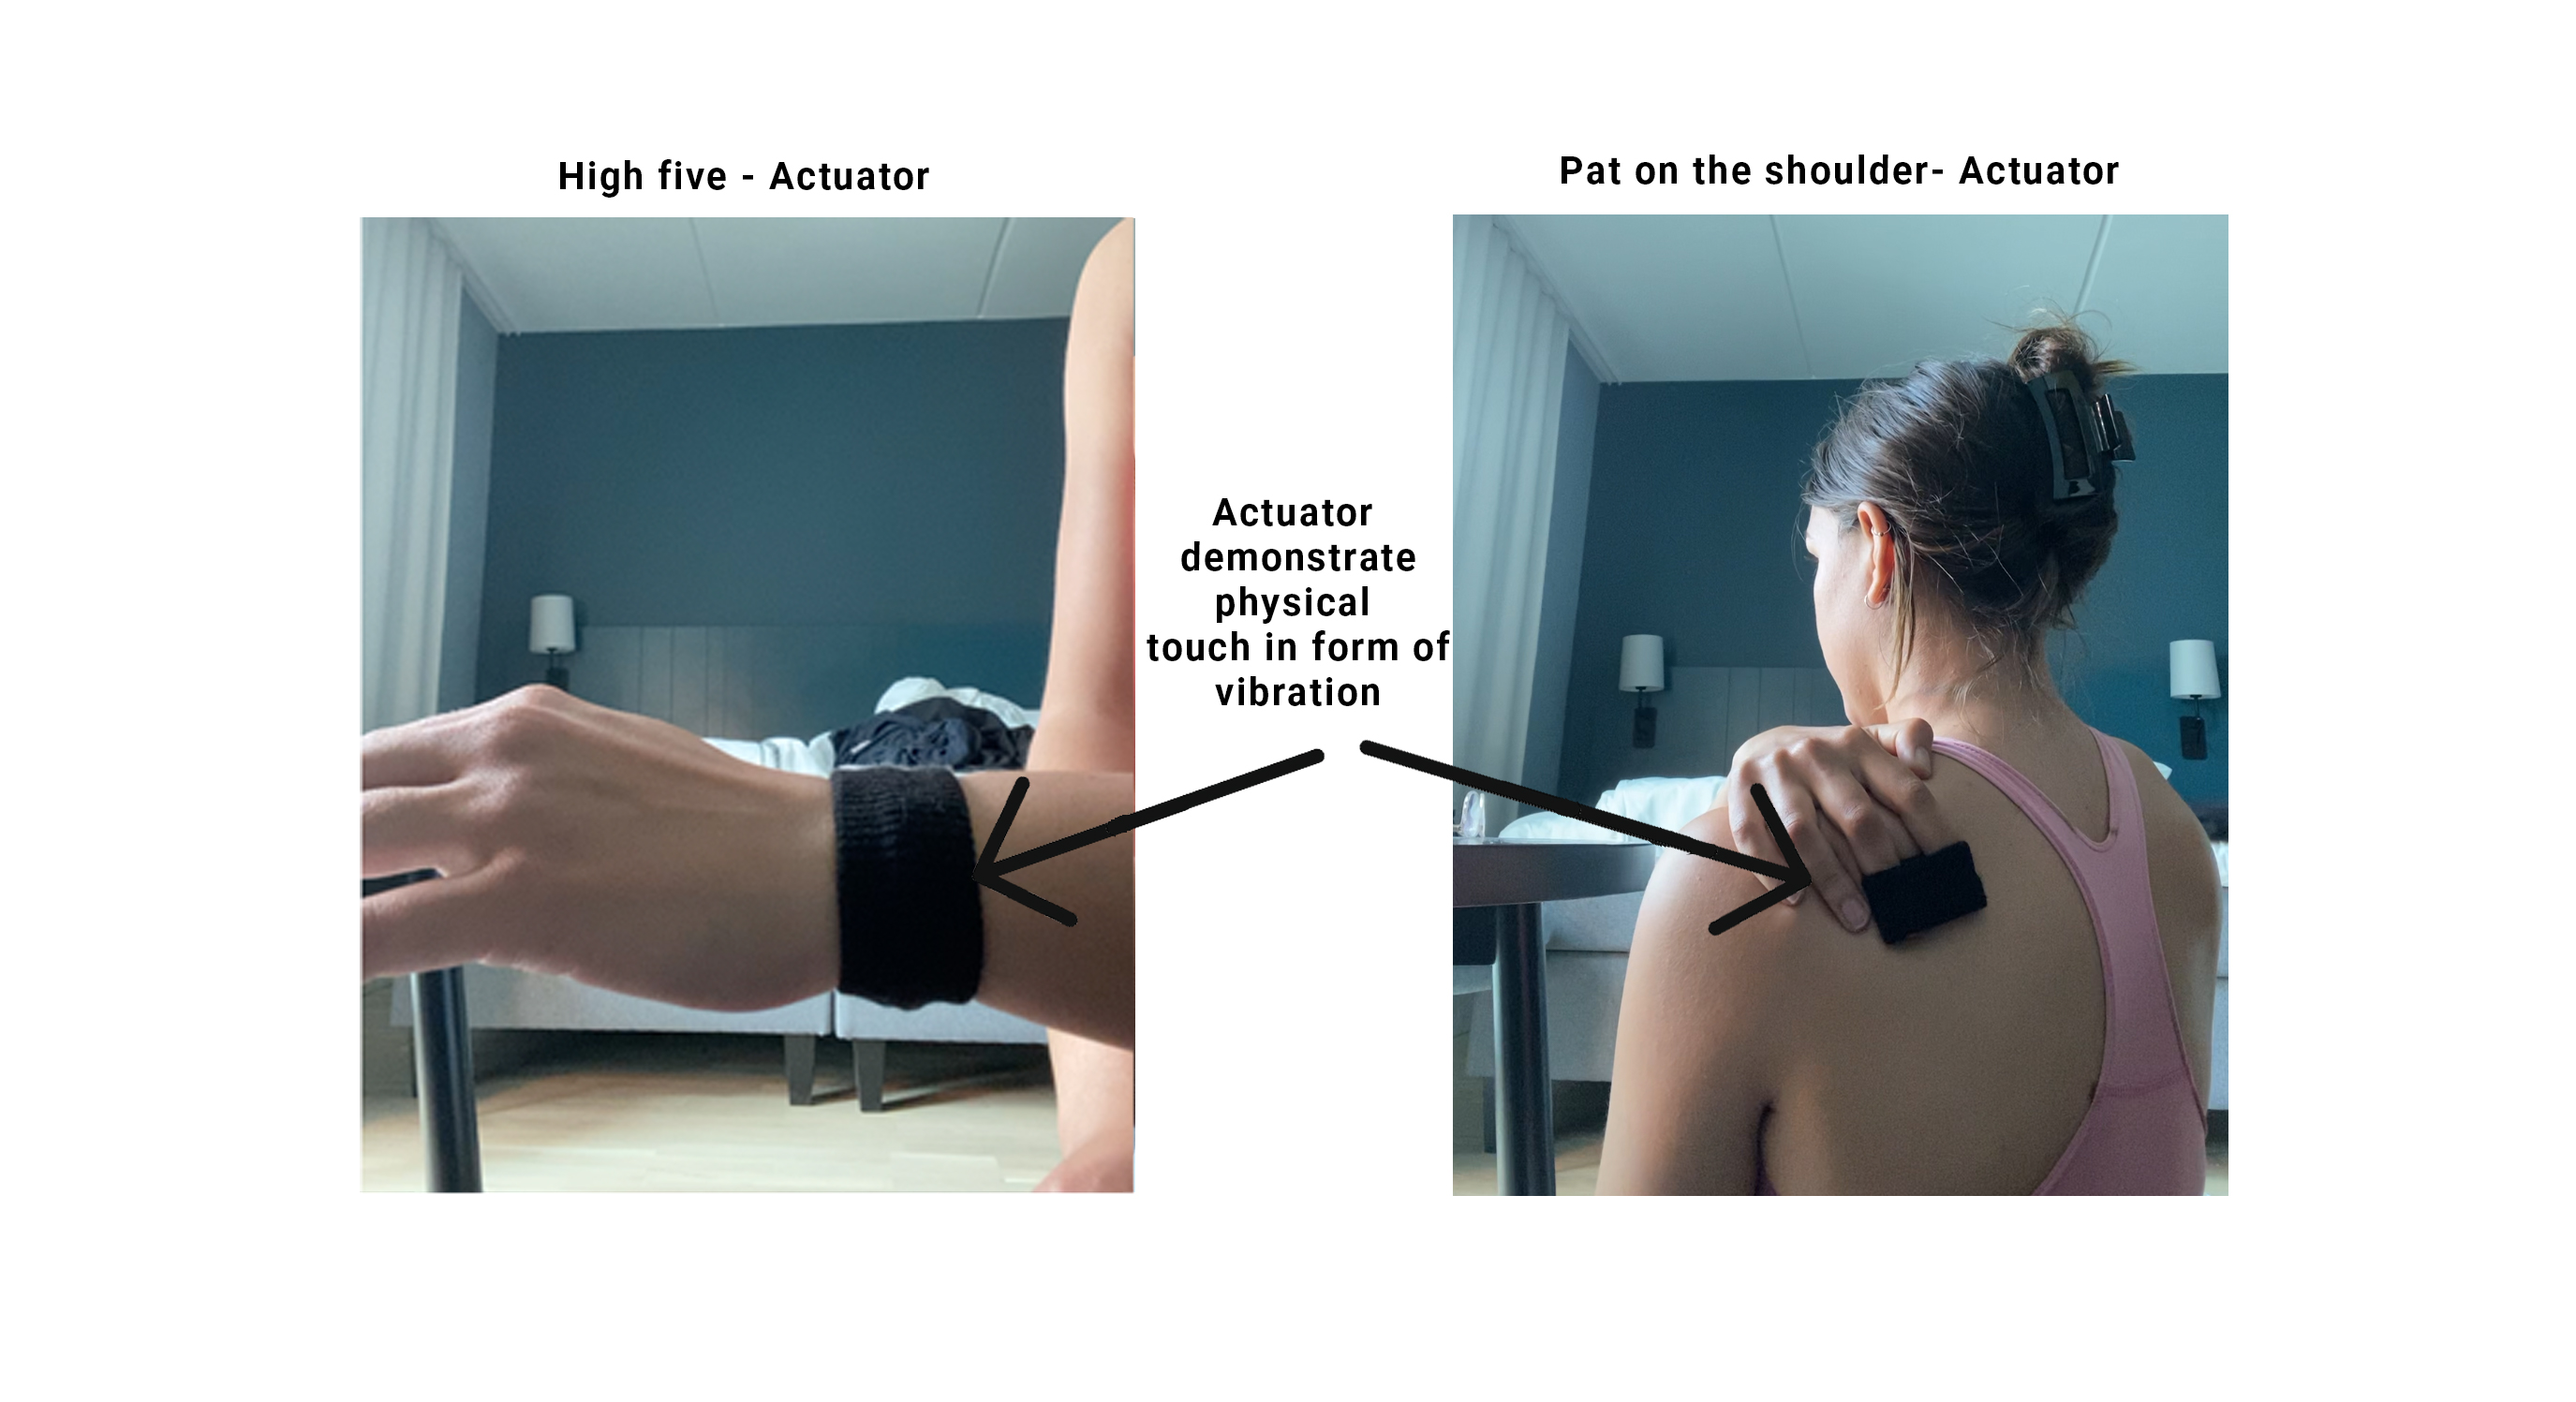 High five - Actuator
Pat on the shoulder- Actuator
Actuator
demonstrate
physical
touch in form of
vibration